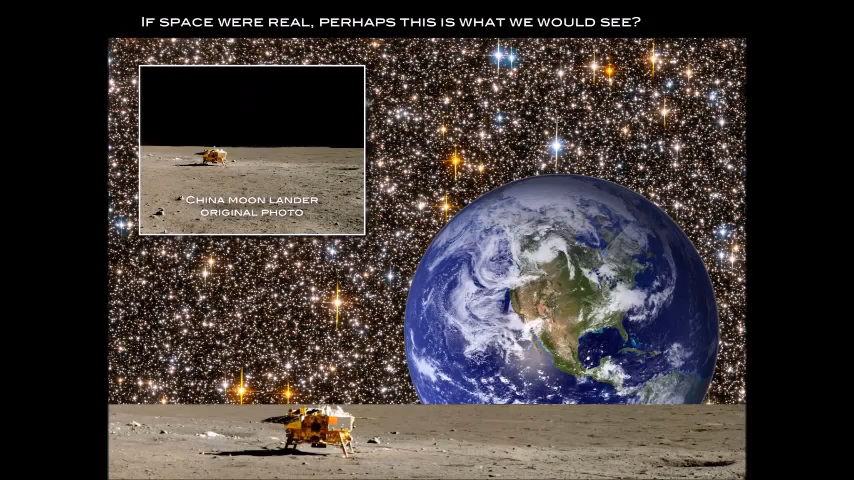 If space were real, perhaps this is what we would see?
China moon lander
original photo